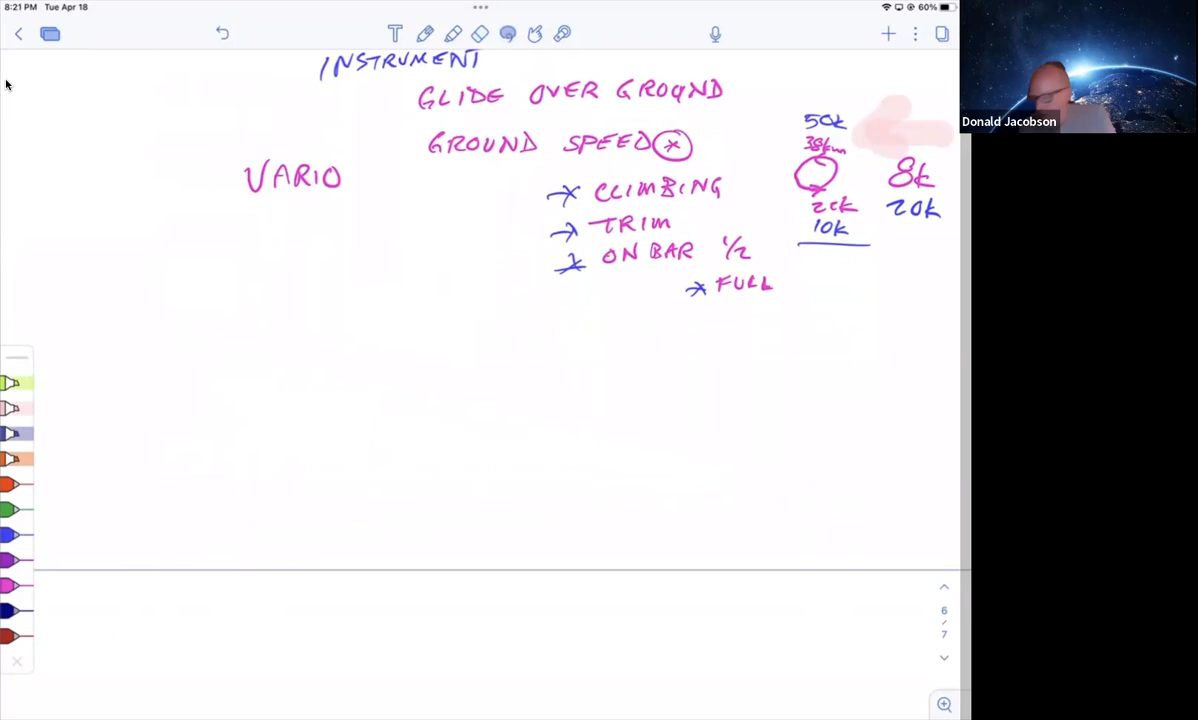 8:21 PM Tue Apr 18
60%
INSTRUMENT
GLIDE OVER GROUND
GROUND SPEED *
VARIO
CLIMBING
TRIM
ON BAR 1/2
FULL
50k
38km
20k
10k
8k
20k
Donald Jacobson
6
/
7